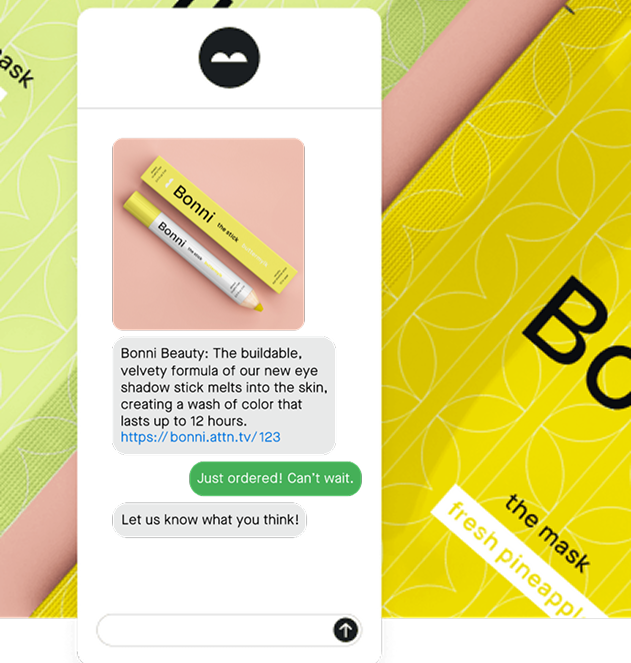 mask
Bonni
the stick
Bonni
the stick
Bonni Beauty: The buildable,
velvety formula of our new eye
shadow stick melts into the skin,
creating a wash of color that
lasts up to 12 hours.
https://bonni.attn.tv/123
Just ordered! Can't wait.
Let us know what you think!
Bo
the mask
fresh pineappl